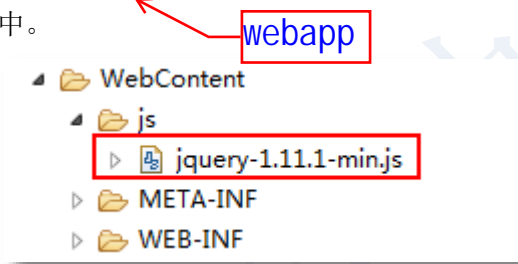 中。
webapp
WebContent
js
jquery-1.11.1-min.js
META-INF
WEB-INF